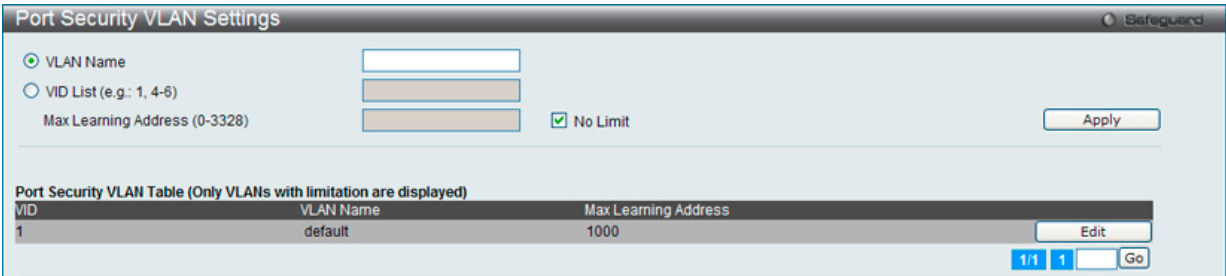 Port Security VLAN Settings Safeguard
VLAN Name
VID List (e.g.: 1, 4-6)
Max Learning Address (0-3328) No Limit Apply
Port Security VLAN Table (Only VLANs with limitation are displayed)
VID VLAN Name Max Learning Address
1 default 1000 Edit
1/1 1 Go